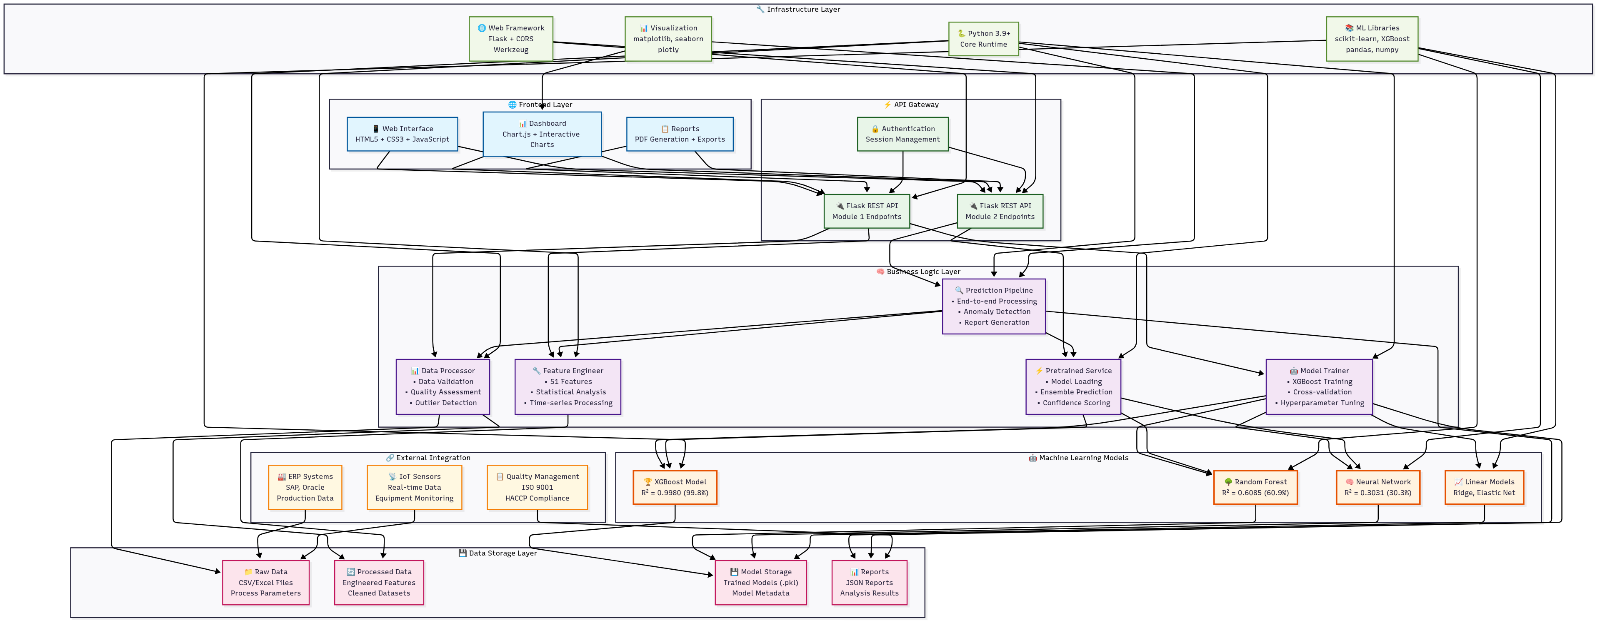 🔧 Infrastructure Layer
🌐 Web Framework
Flask + CORS
Werkzeug
📊 Visualization
matplotlib, seaborn
plotly
🐍 Python 3.9+
Core Runtime
📚 ML Libraries
scikit-learn, XGBoost
pandas, numpy
🌐 Frontend Layer
📱 Web Interface
HTML5 + CSS3 + JavaScript
📊 Dashboard
Chart.js + Interactive
Charts
📋 Reports
PDF Generation + Exports
⚡ API Gateway
🔒 Authentication
Session Management
🔌 Flask REST API
Module 1 Endpoints
🔌 Flask REST API
Module 2 Endpoints
🧠 Business Logic Layer
🔍 Prediction Pipeline
• End-to-end Processing
• Anomaly Detection
• Report Generation
📊 Data Processor
• Data Validation
• Quality Assessment
• Outlier Detection
🔧 Feature Engineer
• 51 Features
• Statistical Analysis
• Time-series Processing
⚡ Pretrained Service
• Model Loading
• Ensemble Prediction
• Confidence Scoring
🤖 Model Trainer
• XGBoost Training
• Cross-validation
• Hyperparameter Tuning
🔗 External Integration
🏭 ERP Systems
SAP, Oracle
Production Data
📡 IoT Sensors
Real-time Data
Equipment Monitoring
📋 Quality Management
ISO 9001
HACCP Compliance
🤖 Machine Learning Models
🏆 XGBoost Model
R² = 0.9980 (99.8%)
🌳 Random Forest
R² = 0.6085 (60.9%)
🧠 Neural Network
R² = 0.3031 (30.3%)
📈 Linear Models
Ridge, Elastic Net
💾 Data Storage Layer
📁 Raw Data
CSV/Excel Files
Process Parameters
🔄 Processed Data
Engineered Features
Cleaned Datasets
💾 Model Storage
Trained Models (.pkl)
Model Metadata
📊 Reports
JSON Reports
Analysis Results